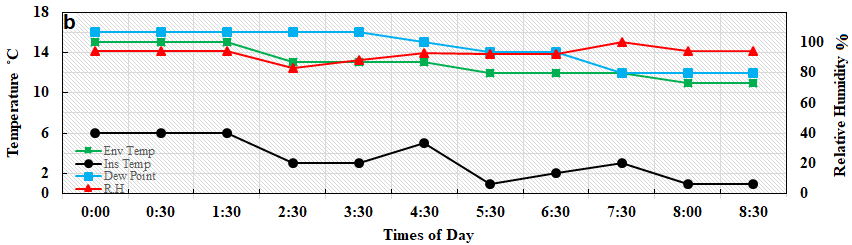 b
18
14
10
6
2
0
Temperature ˚C
100
80
60
40
20
0
Relative Humidity %
Env Temp
Ins Temp
Dew Point
R.H
0:00 0:30 1:30 2:30 3:30 4:30 5:30 6:30 7:30 8:00 8:30
Times of Day